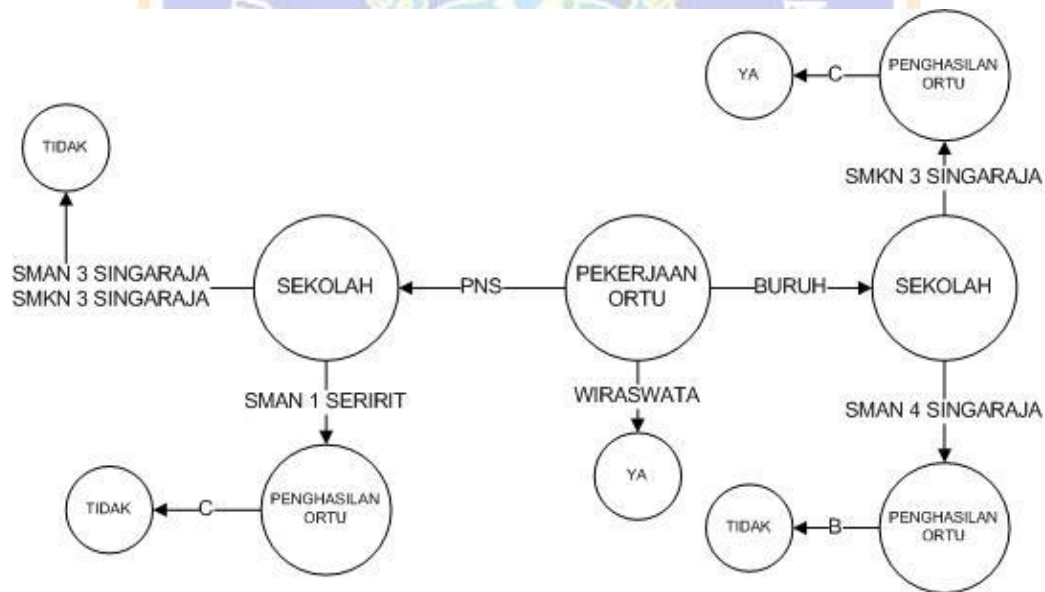 YA
C
PENGHASILAN
ORTU
TIDAK
SMKN 3 SINGARAJA
SMAN 3 SINGARAJA
SMKN 3 SINGARAJA
SEKOLAH
PNS
PEKERJAAN
ORTU
BURUH
SEKOLAH
SMAN 1 SERIRIT
WIRASWATA
SMAN 4 SINGARAJA
TIDAK
C
PENGHASILAN
ORTU
YA
TIDAK
B
PENGHASILAN
ORTU